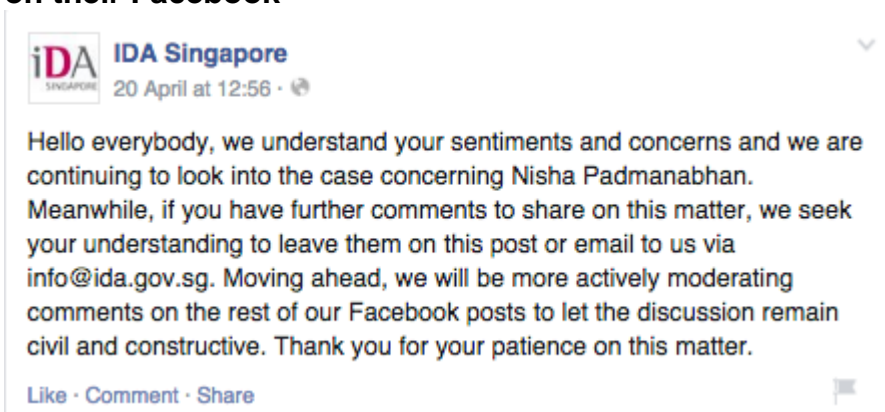 on their Facebook
iDA
SINGAPORE
IDA Singapore
20 April at 12:56 ·
Hello everybody, we understand your sentiments and concerns and we are
continuing to look into the case concerning Nisha Padmanabhan.
Meanwhile, if you have further comments to share on this matter, we seek
your understanding to leave them on this post or email to us via
info@ida.gov.sg. Moving ahead, we will be more actively moderating
comments on the rest of our Facebook posts to let the discussion remain
civil and constructive. Thank you for your patience on this matter.
Like · Comment · Share